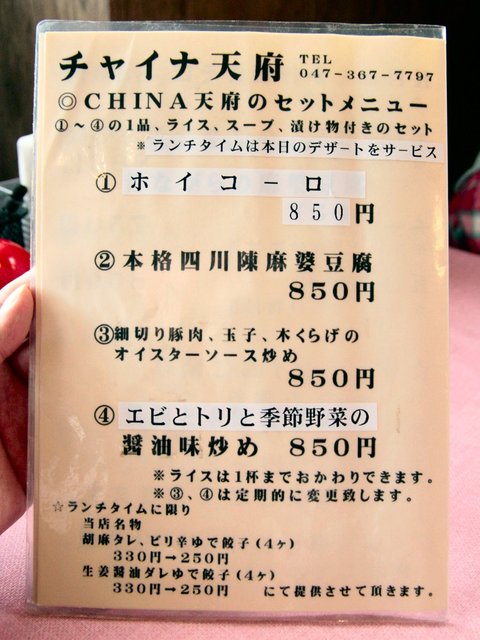 チャイナ天府 TEL 047-367-7797
◎CHINA天府のセットメニュー
①～④の1品、ライス、スープ、漬け物付きのセット
※ランチタイムは本日のデザートをサービス
①ホイコーロ
850円
②本格四川陳麻婆豆腐
850円
③細切り豚肉、玉子、木くらげの
オイスターソース炒め
850円
④エビとトリと季節野菜の
醤油味炒め 850円
※ライスは1杯までおかわりできます。
※③、④は定期的に変更致します。
☆ランチタイムに限り
当店名物
胡麻タレ、ピリ辛ゆで餃子(4ヶ)
330円→250円
生姜醤油ダレゆで餃子(4ヶ)
330円→250円 にて提供させて頂きます。